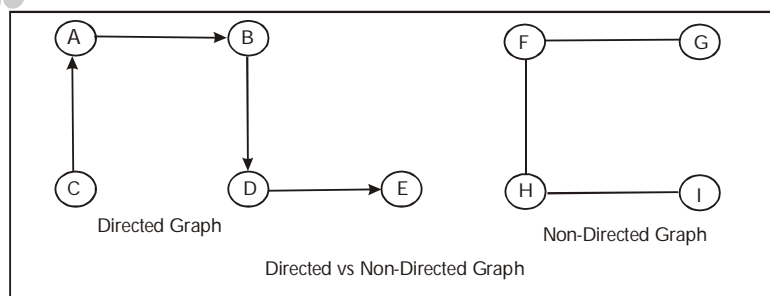 A
B
F
G
C
D
E
H
I
Directed Graph
Non-Directed Graph
Directed vs Non-Directed Graph